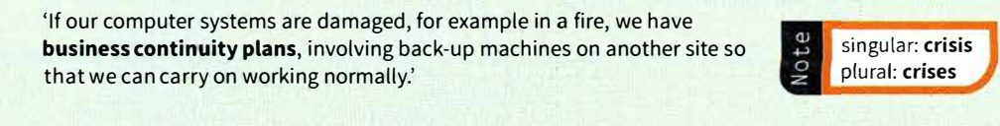 ‘If our computer systems are damaged, for example in a fire, we have
business continuity plans, involving back-up machines on another site so
that we can carry on working normally.’
Note
singular: crisis
plural: crises